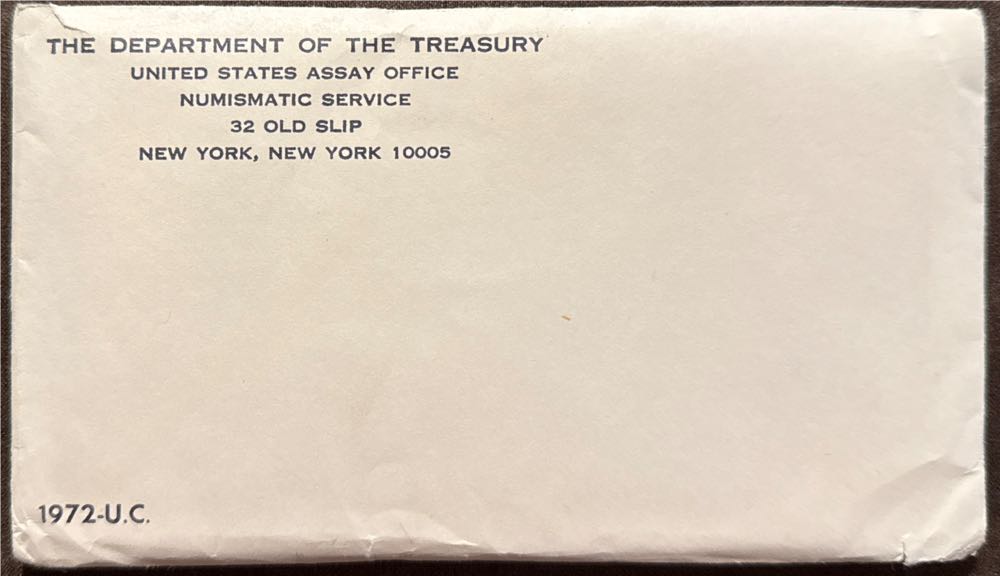 THE DEPARTMENT OF THE TREASURY
UNITED STATES ASSAY OFFICE
NUMISMATIC SERVICE
32 OLD SLIP
NEW YORK, NEW YORK 10005
1972-U.C.